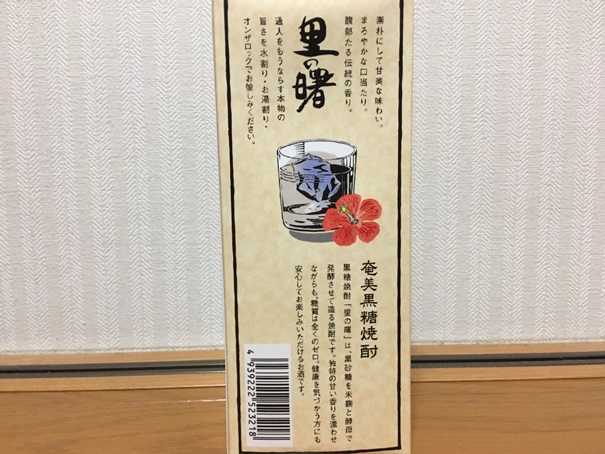 素朴にして甘美な味わい。
まろやかな口当たり。
馥郁たる伝統の香り。
里の曙
通人をもうならす本物の
旨さを水割り・お湯割り・
オンザロックでお愉しみください。
奄美黒糖焼酎
黒糖焼酎「里の曙」は、黒砂糖を米麹と酵母で
発酵させて造る焼酎です。独特の甘い香りを漂わせ
ながらも、糖質は全くのゼロ。健康を気づかう方にも
安心してお楽しみいただけるお酒です。
4 939222 523218